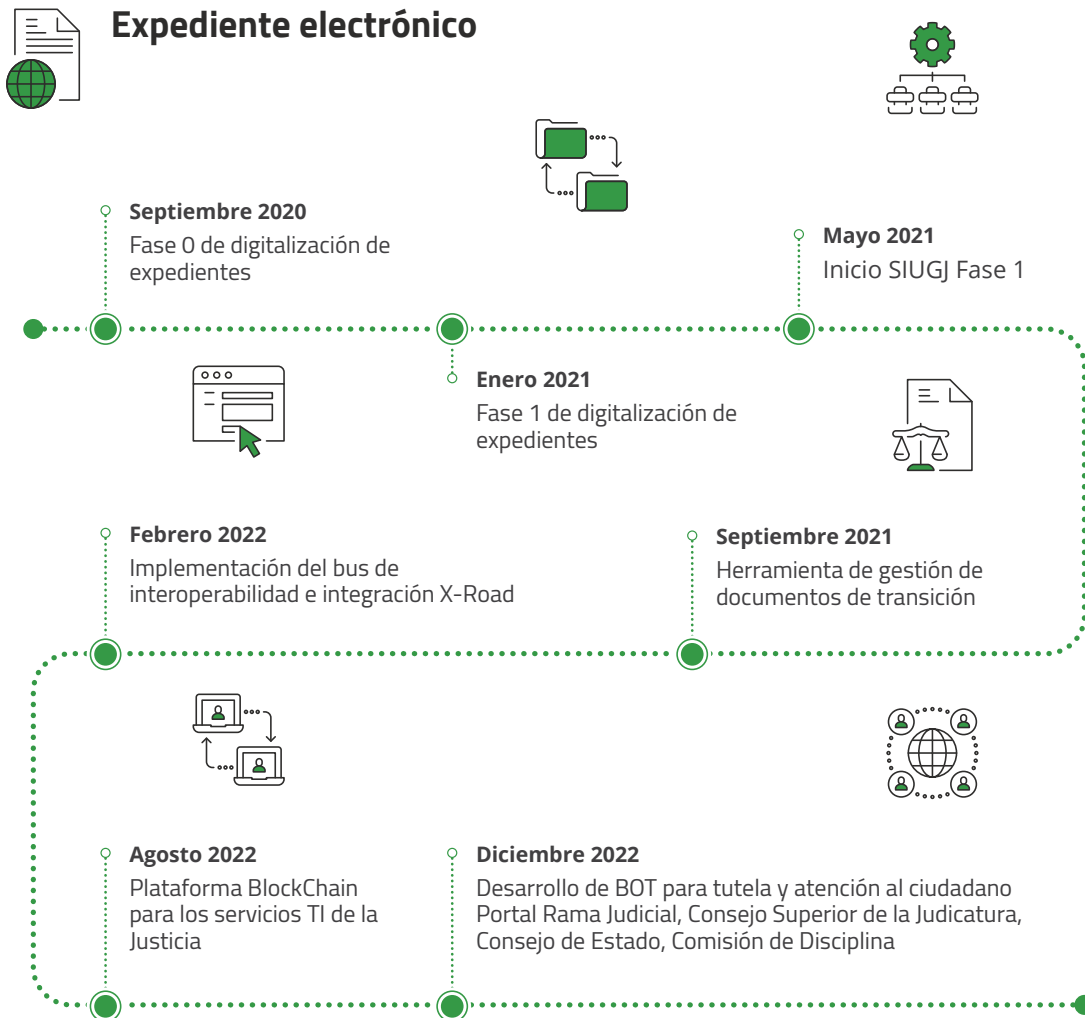 Expediente electrónico
Septiembre 2020
Fase 0 de digitalización de
expedientes
Enero 2021
Fase 1 de digitalización de
expedientes
Mayo 2021
Inicio SIUGJ Fase 1
Septiembre 2021
Herramienta de gestión de
documentos de transición
Febrero 2022
Implementación del bus de
interoperabilidad e integración X-Road
Agosto 2022
Plataforma BlockChain
para los servicios TI de la
Justicia
Diciembre 2022
Desarrollo de BOT para tutela y atención al ciudadano
Portal Rama Judicial, Consejo Superior de la Judicatura,
Consejo de Estado, Comisión de Disciplina